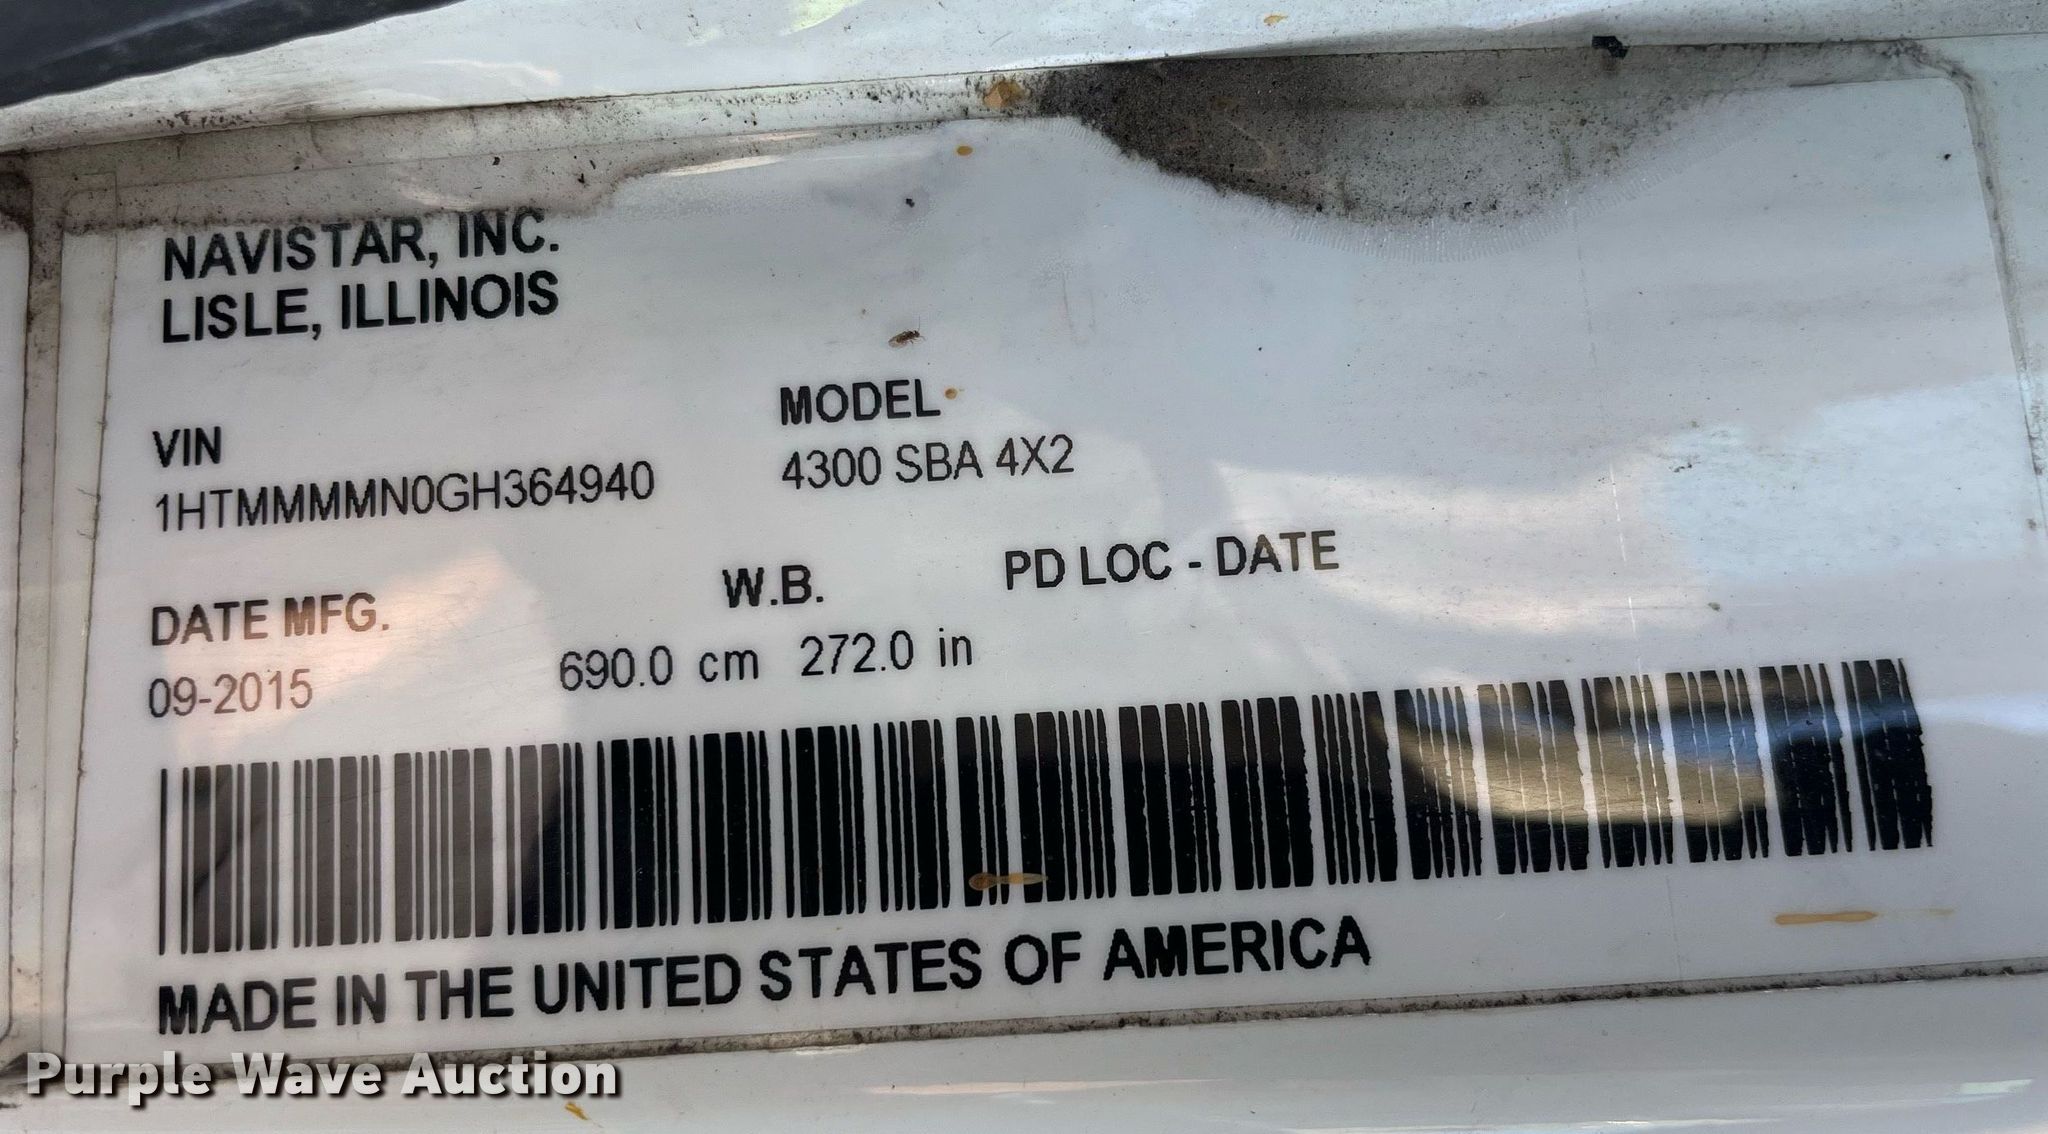 NAVISTAR, INC.
LISLE, ILLINOIS
VIN
1HTMMMMN0GH364940
MODEL
4300 SBA 4X2
DATE MFG.
09-2015
W.B.
690.0 cm 272.0 in
PD LOC - DATE
MADE IN THE UNITED STATES OF AMERICA
Purple Wave Auction